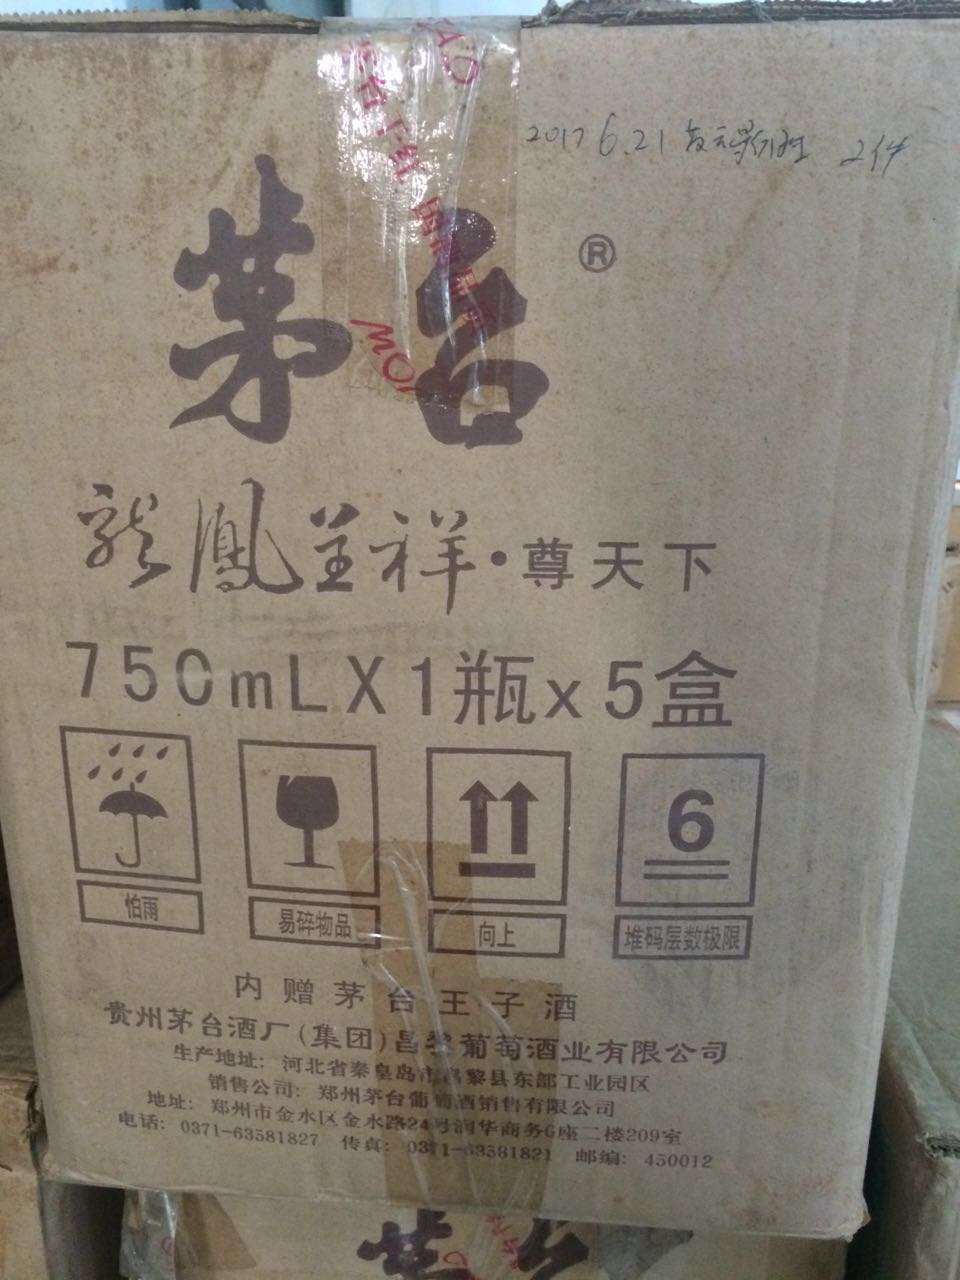 2017 6.21 2件
茅台®
龍鳳呈祥·尊天下
750mLX1瓶x5盒
6
怕雨 易碎物品 向上 堆码层数极限
内赠茅台王子酒
贵州茅台酒厂(集团)昌黎葡萄酒业有限公司
生产地址: 河北省秦皇岛市昌黎县东部工业园区
销售公司: 郑州茅台葡萄酒销售有限公司
地址: 郑州市金水区金水路24号润华商务G座二楼209室
电话: 0371-63581827 传真: 0371-63581821 邮编: 450012
茅台